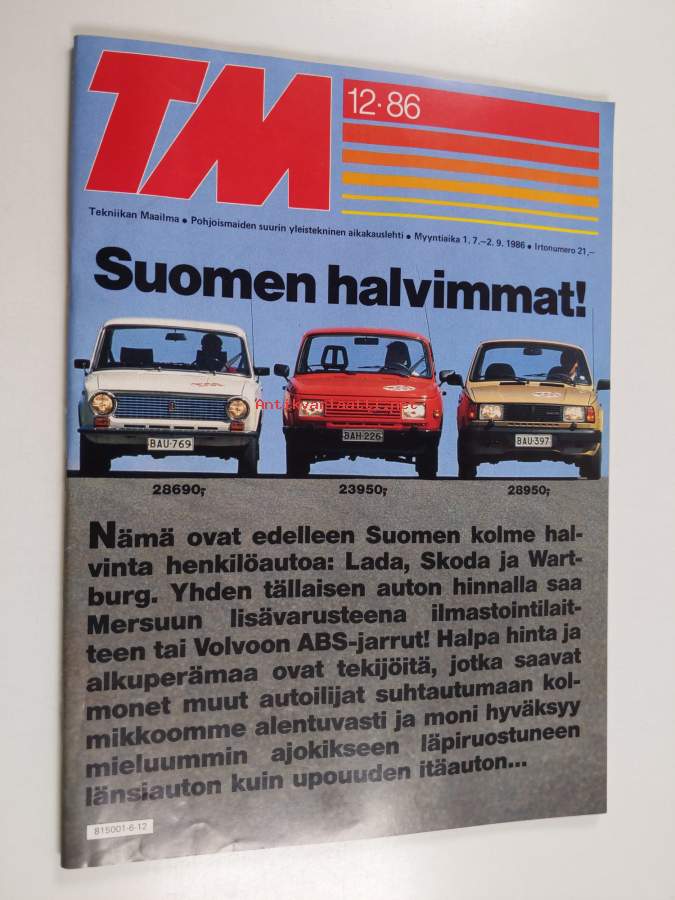 TM
12·86
Tekniikan Maailma ● Pohjoismaiden suurin yleistekninen aikakauslehti ● Myyntiaika 1. 7.–2. 9. 1986 ● Irtonumero 21,–
Suomen halvimmat!
Antikvariaatti.net
BAU-769
BAH-226
BAU-397
28690,-
23950,-
28950,-
Nämä ovat edelleen Suomen kolme hal-
vinta henkilöautoa: Lada, Skoda ja Wart-
burg. Yhden tällaisen auton hinnalla saa
Mersuun lisävarusteena ilmastointilait-
teen tai Volvoon ABS-jarrut! Halpa hinta ja
alkuperämaa ovat tekijöitä, jotka saavat
monet muut autoilijat suhtautumaan kol-
mikkoomme alentuvasti ja moni hyväksyy
mieluummin ajokikseen läpiruostuneen
länsiauton kuin upouuden itäauton...
815001-6-12